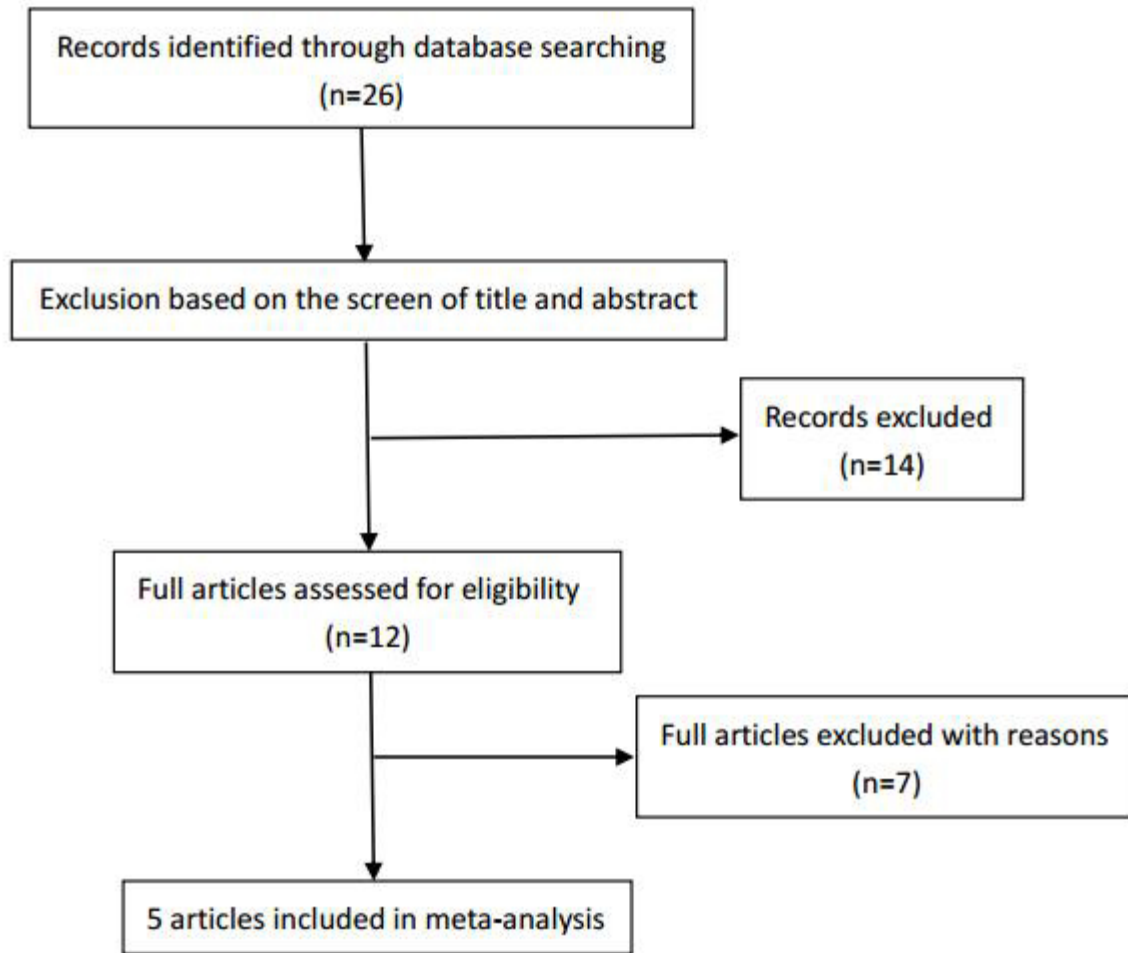 Records identified through database searching
(n=26)
Exclusion based on the screen of title and abstract
Records excluded
(n=14)
Full articles assessed for eligibility
(n=12)
Full articles excluded with reasons
(n=7)
5 articles included in meta-analysis